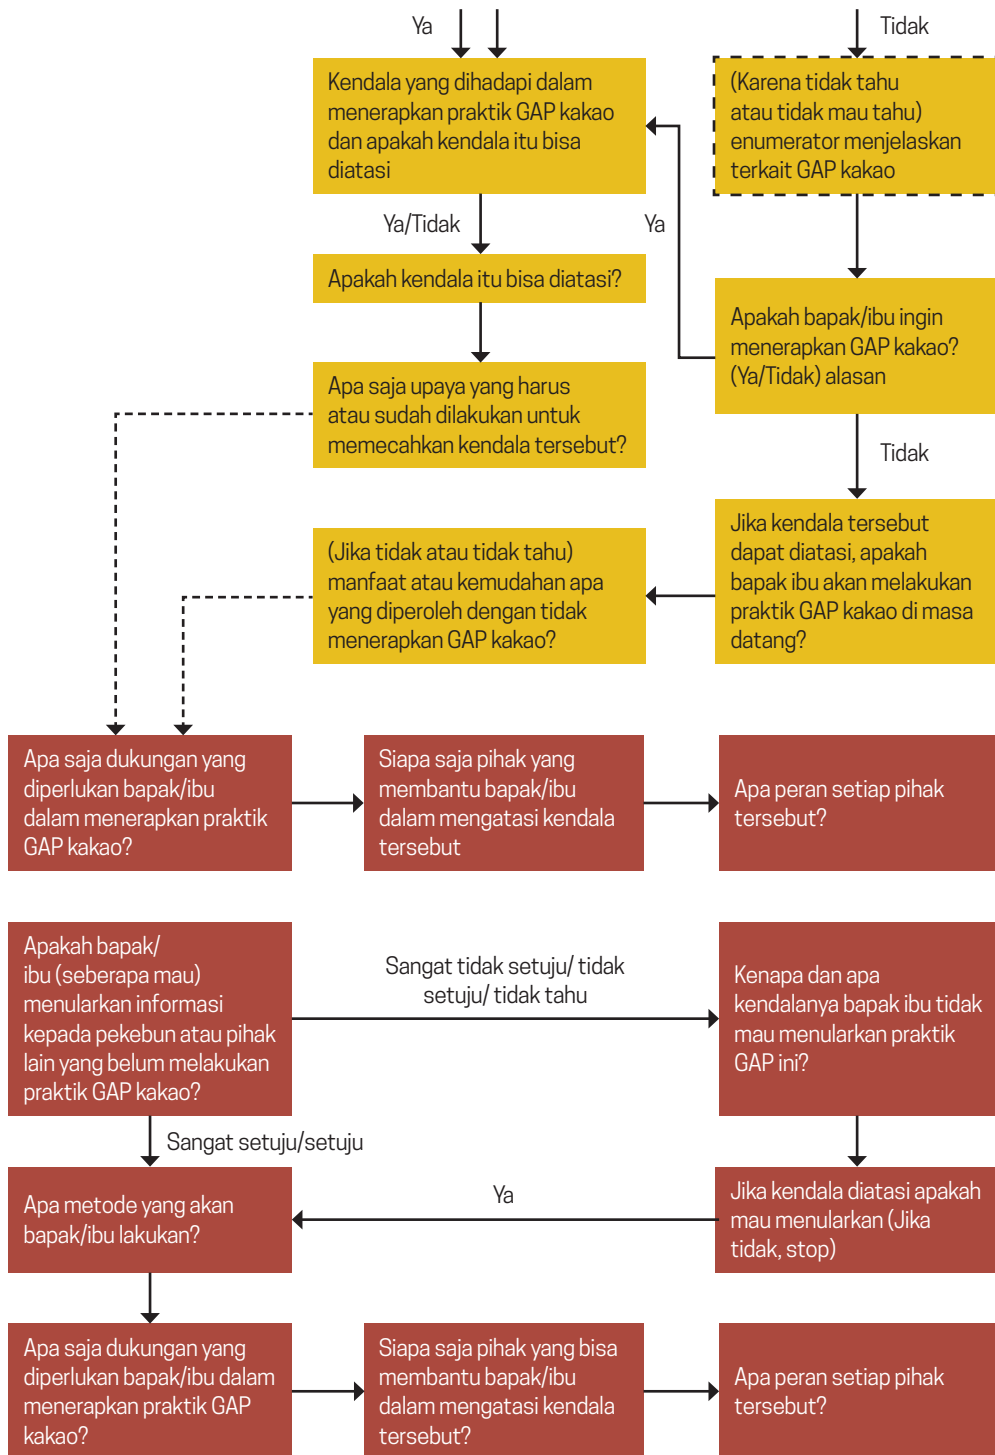 Ya
Tidak
Kendala yang dihadapi dalam
menerapkan praktik GAP kakao
dan apakah kendala itu bisa
diatasi
(Karena tidak tahu
atau tidak mau tahu)
enumerator menjelaskan
terkait GAP kakao
Ya/Tidak
Ya
Apakah kendala itu bisa diatasi?
Apakah bapak/ibu ingin
menerapkan GAP kakao?
(Ya/Tidak) alasan
Apa saja upaya yang harus
atau sudah dilakukan untuk
memecahkan kendala tersebut?
Tidak
Jika kendala tersebut
dapat diatasi, apakah
bapak ibu akan melakukan
praktik GAP kakao di masa
datang?
(Jika tidak atau tidak tahu)
manfaat atau kemudahan apa
yang diperoleh dengan tidak
menerapkan GAP kakao?
Apa saja dukungan yang
diperlukan bapak/ibu
dalam menerapkan praktik
GAP kakao?
Siapa saja pihak yang
membantu bapak/ibu
dalam mengatasi kendala
tersebut
Apa peran setiap pihak
tersebut?
Apakah bapak/
ibu (seberapa mau)
menularkan informasi
kepada pekebun atau pihak
lain yang belum melakukan
praktik GAP kakao?
Sangat tidak setuju/ tidak
setuju/ tidak tahu
Kenapa dan apa
kendalanya bapak ibu tidak
mau menularkan praktik
GAP ini?
Sangat setuju/setuju
Apa metode yang akan
bapak/ibu lakukan?
Ya
Jika kendala diatasi apakah
mau menularkan (Jika
tidak, stop)
Apa saja dukungan yang
diperlukan bapak/ibu dalam
menerapkan praktik GAP
kakao?
Siapa saja pihak yang bisa
membantu bapak/ibu
dalam mengatasi kendala
tersebut?
Apa peran setiap pihak
tersebut?